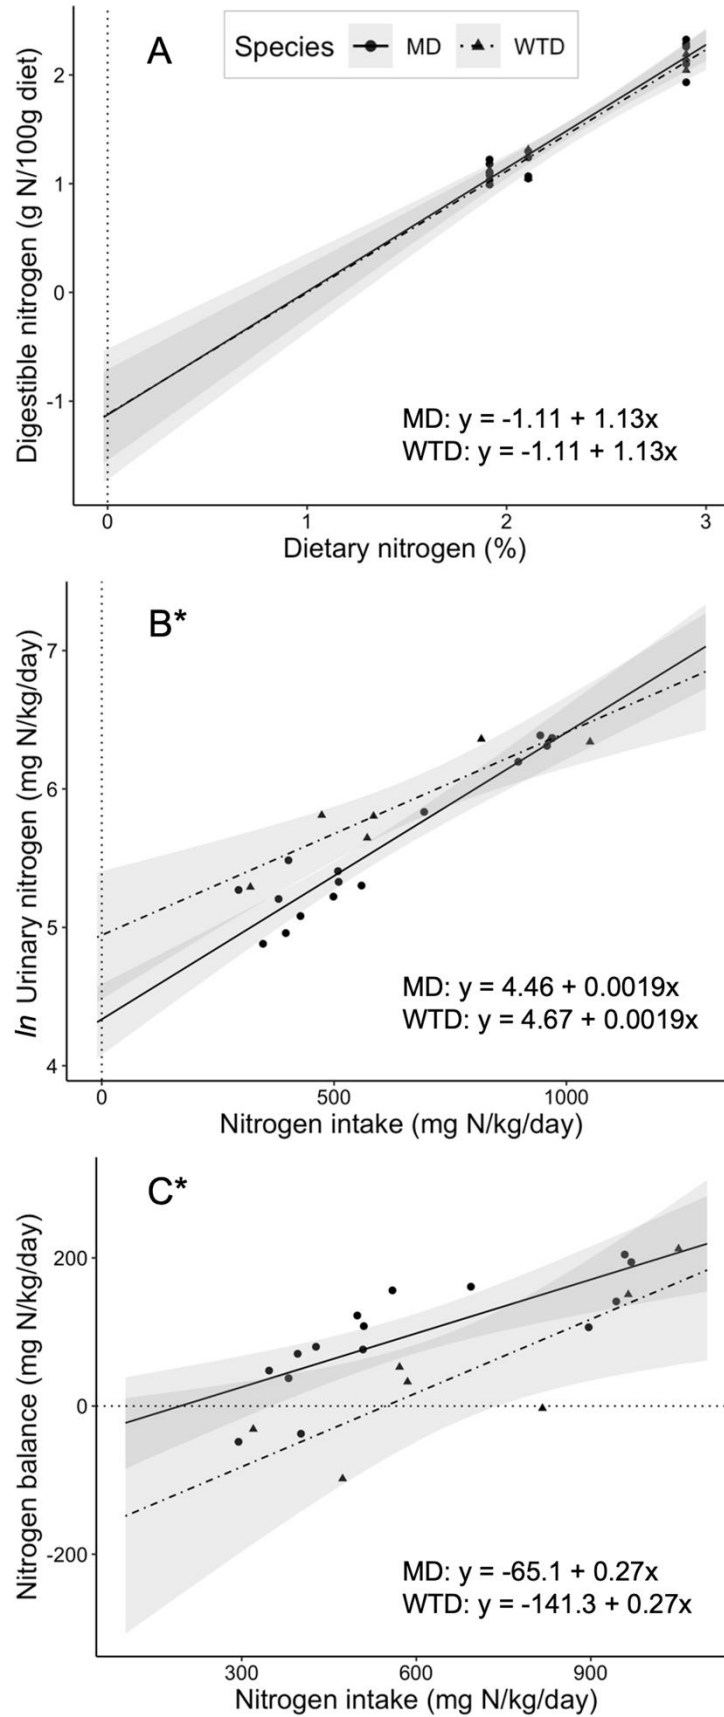 A
Species MD WTD
Digestible nitrogen (g N/100g diet)
2
1
0
-1
MD: y = -1.11 + 1.13x
WTD: y = -1.11 + 1.13x
0 1 2 3
Dietary nitrogen (%)
B*
ln Urinary nitrogen (mg N/kg/day)
7
6
5
4
MD: y = 4.46 + 0.0019x
WTD: y = 4.67 + 0.0019x
0 500 1000
Nitrogen intake (mg N/kg/day)
C*
Nitrogen balance (mg N/kg/day)
200
0
-200
MD: y = -65.1 + 0.27x
WTD: y = -141.3 + 0.27x
300 600 900
Nitrogen intake (mg N/kg/day)